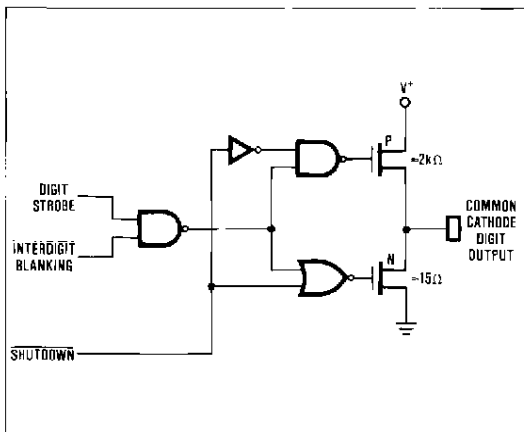 V⁺
P
≈2kΩ
DIGIT
STROBE
COMMON
CATHODE
DIGIT
OUTPUT
INTERDIGIT
BLANKING
N
≈15Ω
SHUTDOWN